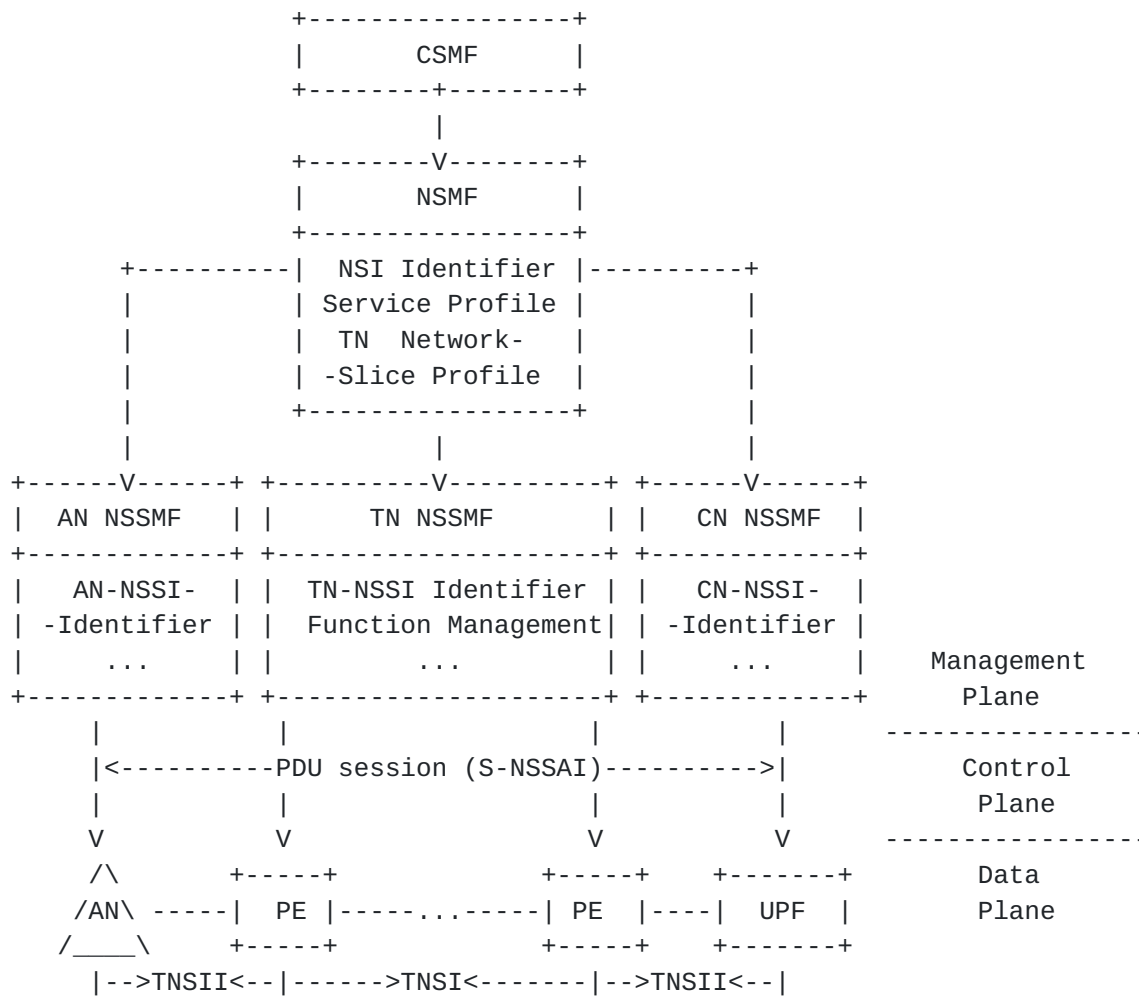 CSMF
NSMF
NSI Identifier
Service Profile
TN Network-
-Slice Profile
AN NSSMF TN NSSMF CN NSSMF
AN-NSSI- TN-NSSI Identifier CN-NSSI-
-Identifier Function Management -Identifier
... ... ... Management
Plane
PDU session (S-NSSAI) Control
Plane
Data
AN PE ... PE UPF Plane
TNSII TNSI TNSII